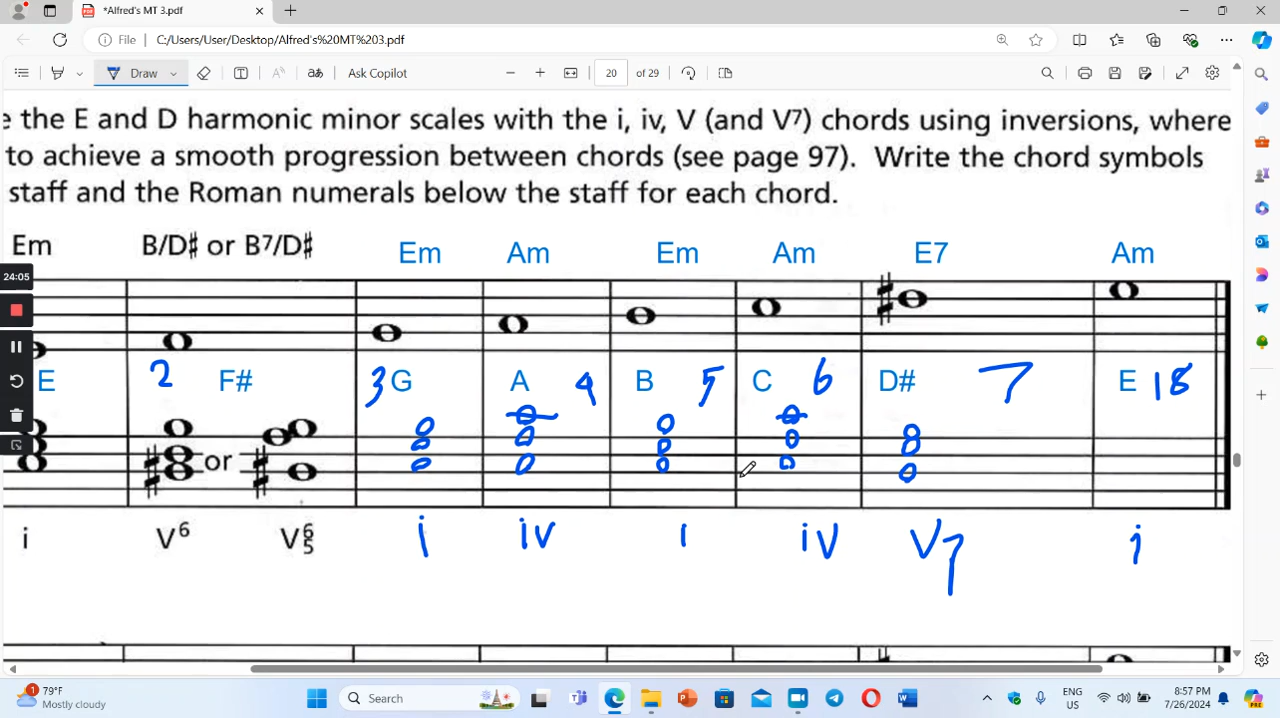 *Alfred's MT 3.pdf
File C:/Users/User/Desktop/Alfred's%20MT%203.pdf
Draw Ask Copilot 20 of 29
e the E and D harmonic minor scales with the i, iv, V (and V7) chords using inversions, where
to achieve a smooth progression between chords (see page 97). Write the chord symbols
staff and the Roman numerals below the staff for each chord.
Em B/D♯ or B7/D♯ Em Am Em Am E7 Am
24:05
E 2 F# 3 G A 4 B 5 C 6 D# 7 E 18
or
i V6 V6/5 i iv i iv V7 i
79°F
Mostly cloudy
Search
ENG
US
8:57 PM
7/26/2024